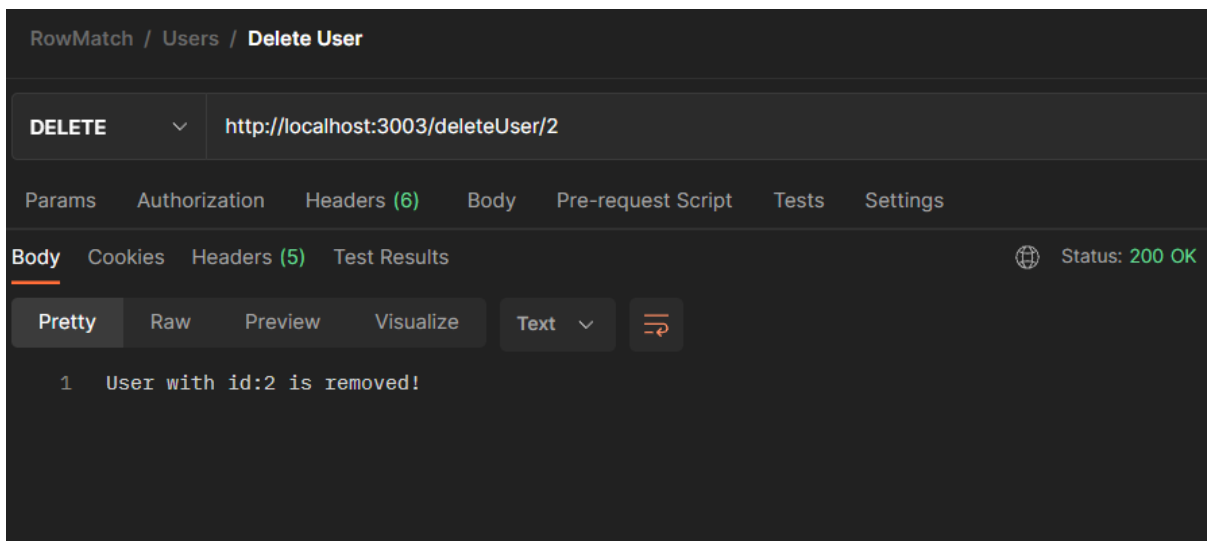 RowMatch / Users / Delete User
DELETE http://localhost:3003/deleteUser/2
Params Authorization Headers (6) Body Pre-request Script Tests Settings
Body Cookies Headers (5) Test Results Status: 200 OK
Pretty Raw Preview Visualize Text
1 User with id:2 is removed!